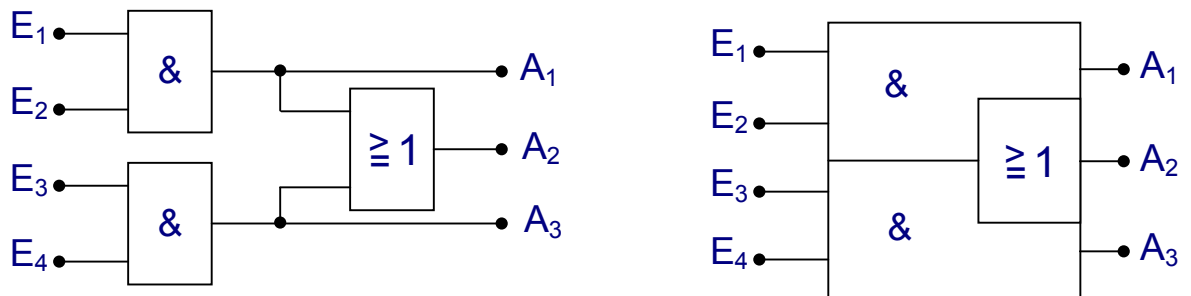 E₁
&
E₂
A₁
≧ 1
A₂
E₃
&
E₄
A₃
E₁
&
E₂
A₁
≧ 1
A₂
E₃
&
E₄
A₃